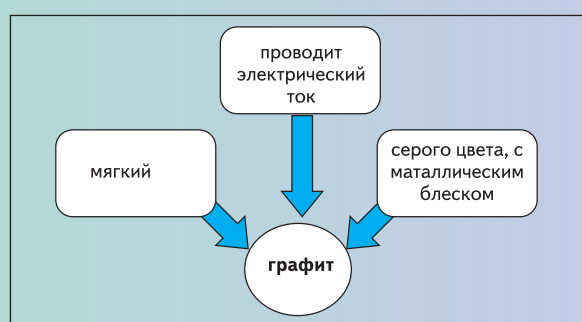 проводит
электрический
ток
мягкий
серого цвета, с
маталлическим
блеском
графит